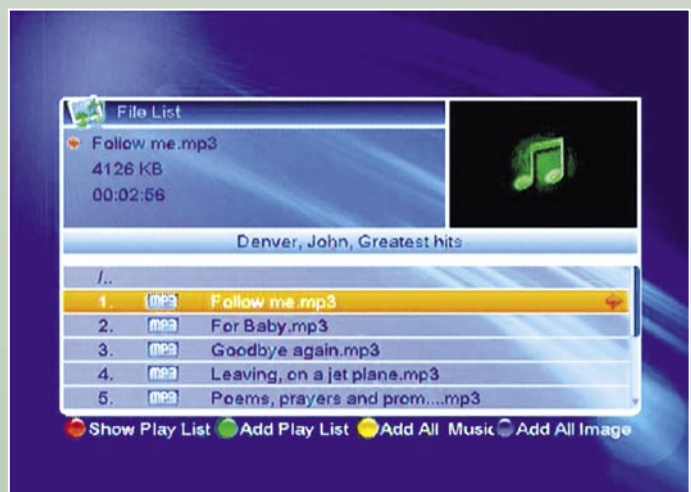 File List
Follow me.mp3
4126 KB
00:02:56
Denver, John, Greatest hits
/..
1. MP3 Follow me.mp3
2. MP3 For Baby.mp3
3. MP3 Goodbye again.mp3
4. MP3 Leaving, on a jet plane.mp3
5. MP3 Poems, prayers and prom....mp3
Show Play List Add Play List Add All Music Add All Image